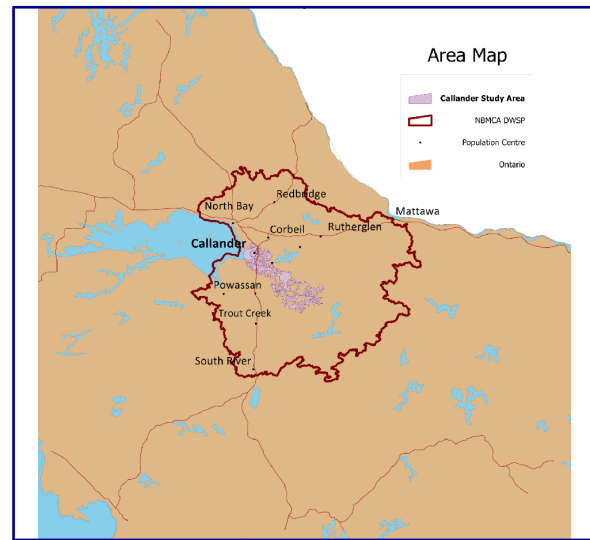 Area Map
Callander Study Area
NBMCA DWSP
Population Centre
Ontario
Redbridge
North Bay
Mattawa
Rutherglen
Corbeil
Callander
Powassan
Trout Creek
South River